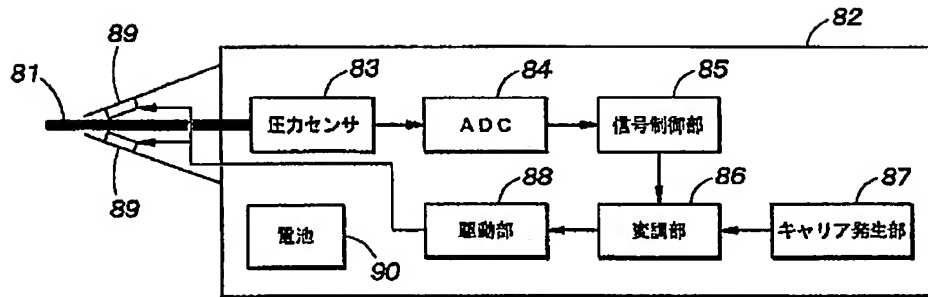 82
89
83
84
85
81
圧力センサ
ADC
信号制御部
89
88
86
87
電池
駆動部
変調部
キャリア発生部
90